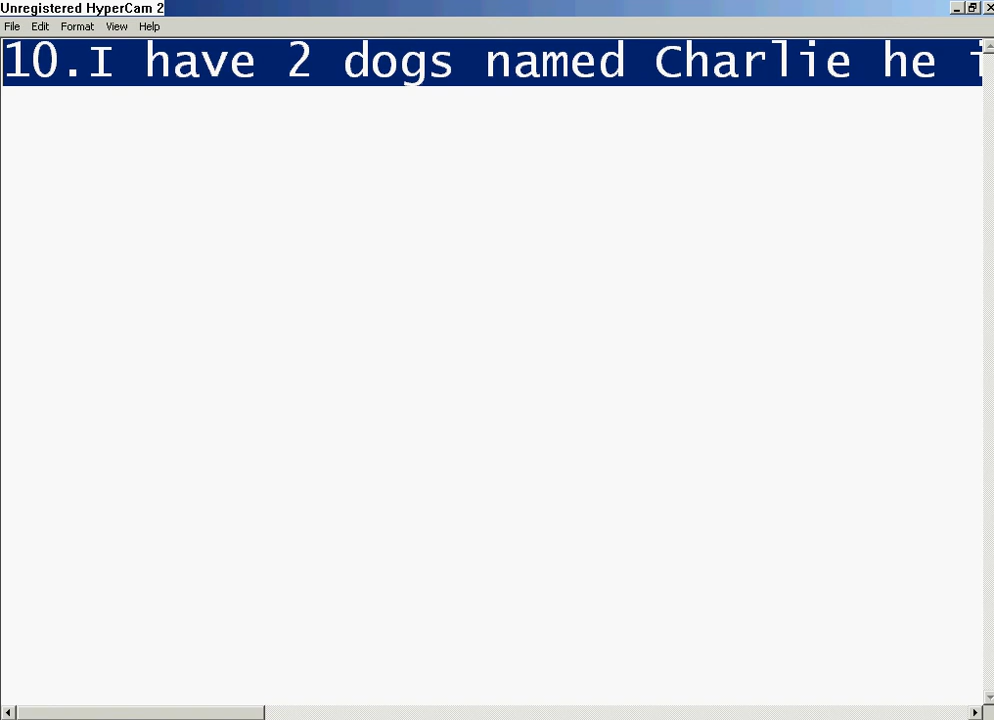 Unregistered HyperCam 2
File Edit Format View Help
10.I have 2 dogs named Charlie he